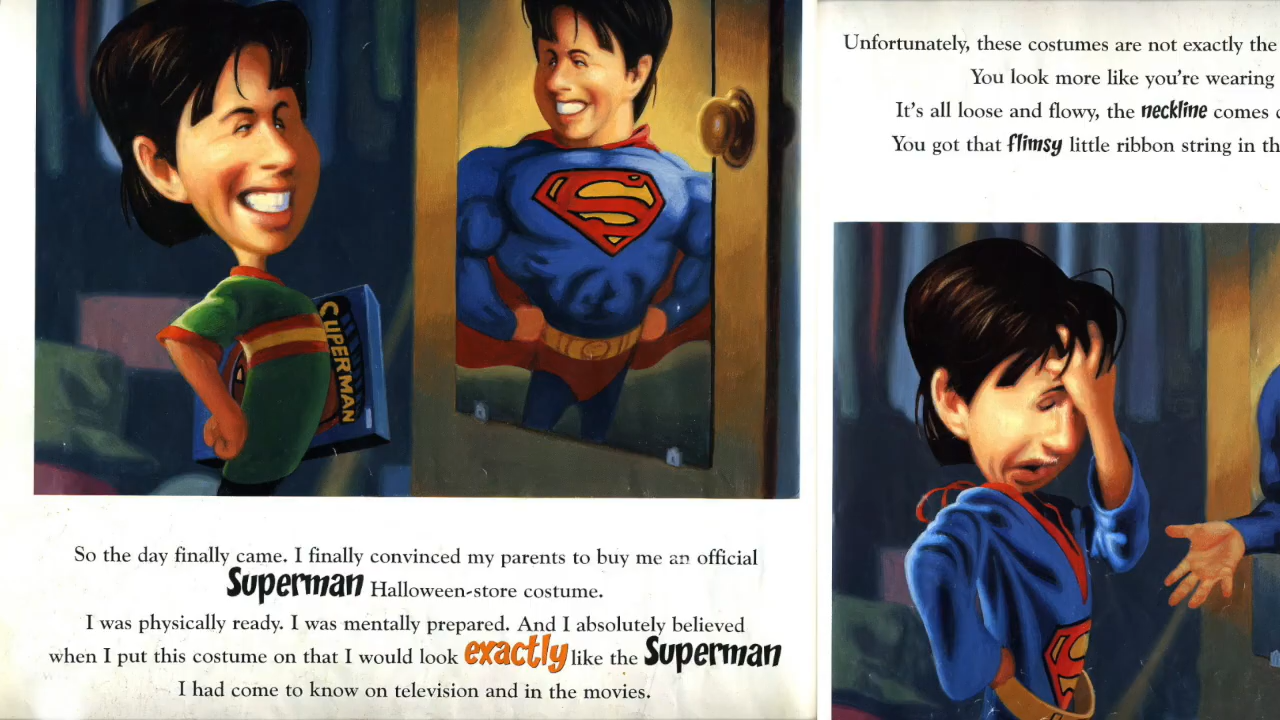 SUPERMAN
So the day finally came. I finally convinced my parents to buy me an official
Superman Halloween-store costume.
I was physically ready. I was mentally prepared. And I absolutely believed
when I put this costume on that I would look exactly like the Superman
I had come to know on television and in the movies.
Unfortunately, these costumes are not exactly the
You look more like you're wearing
It's all loose and flowy, the neckline comes
You got that flimsy little ribbon string in